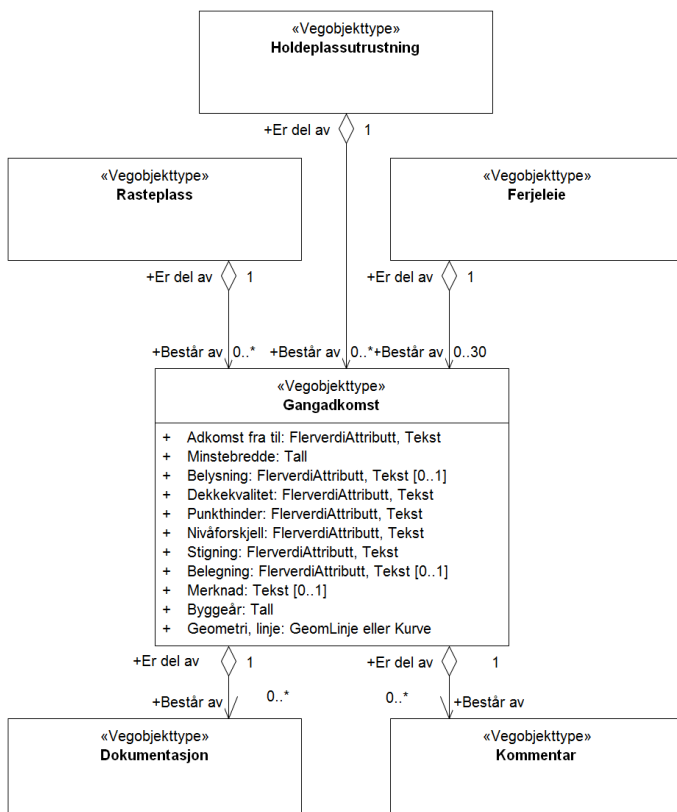 «Vegobjekttype»
Holdeplassutrustning
+Er del av 1
«Vegobjekttype»
Rasteplass
«Vegobjekttype»
Ferjeleie
+Er del av 1
+Er del av 1
+Består av 0..*
+Består av 0..*
+Består av 0..30
«Vegobjekttype»
Gangadkomst
+ Adkomst fra til: FlerverdiAttributt, Tekst
+ Minstebredde: Tall
+ Belysning: FlerverdiAttributt, Tekst [0..1]
+ Dekkekvalitet: FlerverdiAttributt, Tekst
+ Punkthinder: FlerverdiAttributt, Tekst
+ Nivåforskjell: FlerverdiAttributt, Tekst
+ Stigning: FlerverdiAttributt, Tekst
+ Belegning: FlerverdiAttributt, Tekst [0..1]
+ Merknad: Tekst [0..1]
+ Byggeår: Tall
+ Geometri, linje: GeomLinje eller Kurve
+Er del av 1
+Er del av 1
0..*
+Består av
0..*
+Består av
«Vegobjekttype»
Dokumentasjon
«Vegobjekttype»
Kommentar